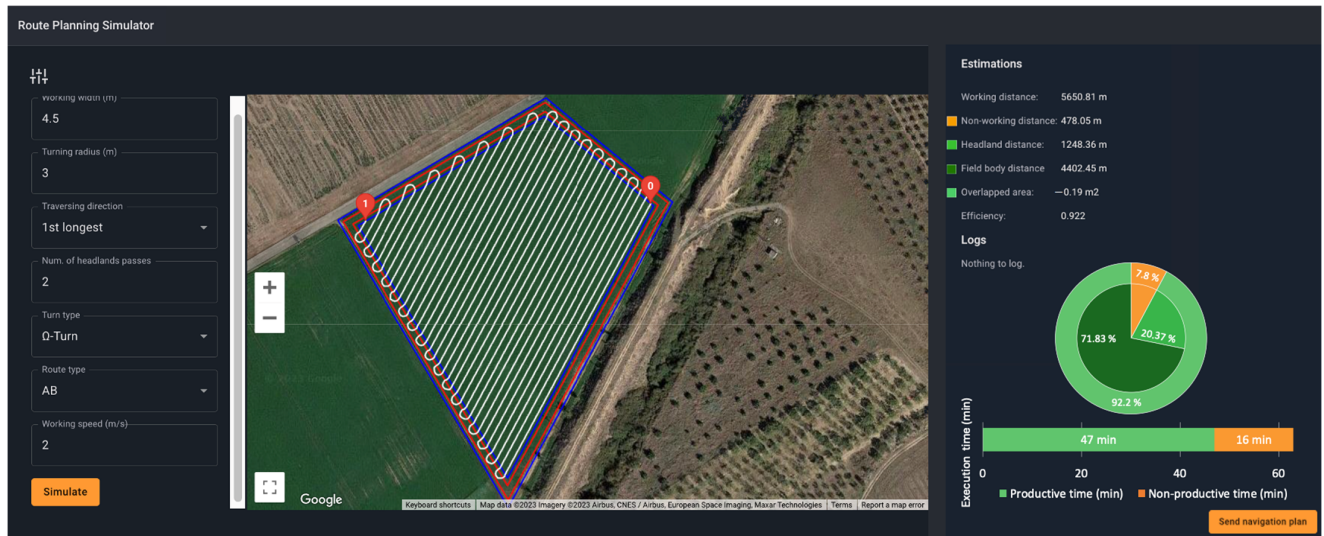 Route Planning Simulator
Working width (m)
4.5
Turning radius (m)
3
Traversing direction
1st longest
Num. of headlands passes
2
Turn type
Ω-Turn
Route type
AB
Working speed (m/s)
2
Simulate
0
1
+
−
Google
Keyboard shortcuts
Map data ©2023 Imagery ©2023 Airbus, CNES / Airbus, European Space Imaging, Maxar Technologies
Terms
Report a map error
Estimations
Working distance: 5650.81 m
Non-working distance: 478.05 m
Headland distance: 1248.36 m
Field body distance 4402.45 m
Overlapped area: −0.19 m2
Efficiency: 0.922
Logs
Nothing to log.
7.8 %
71.83 %
20.37 %
92.2 %
Execution time (min)
47 min
16 min
0 20 40 60
Productive time (min) Non-productive time (min)
Send navigation plan